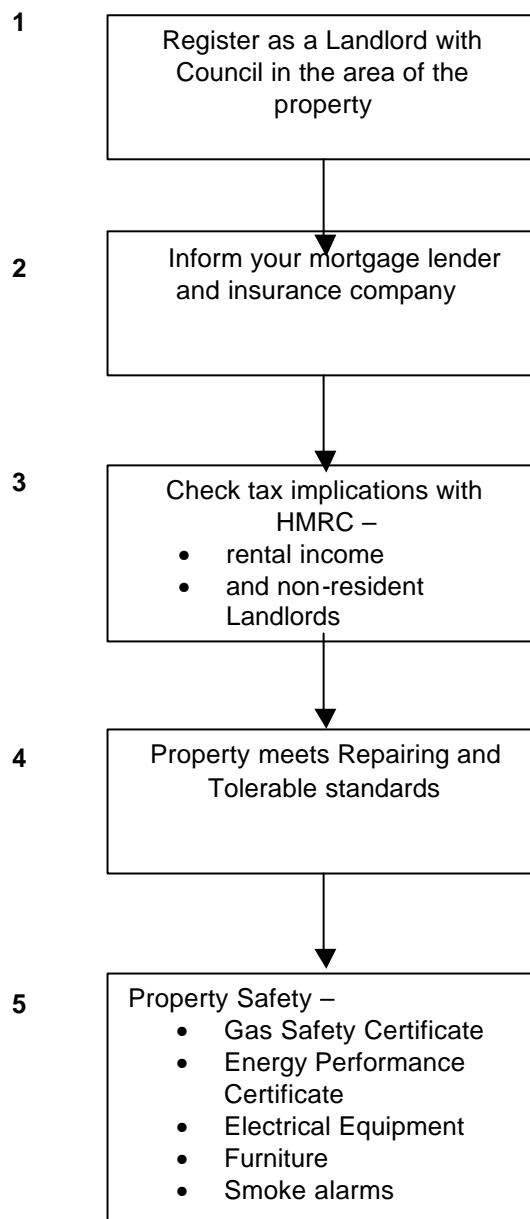 1
Register as a Landlord with
Council in the area of the
property
2
Inform your mortgage lender
and insurance company
3
Check tax implications with
HMRC –
• rental income
• and non-resident
Landlords
4
Property meets Repairing and
Tolerable standards
5
Property Safety –
• Gas Safety Certificate
• Energy Performance
Certificate
• Electrical Equipment
• Furniture
• Smoke alarms